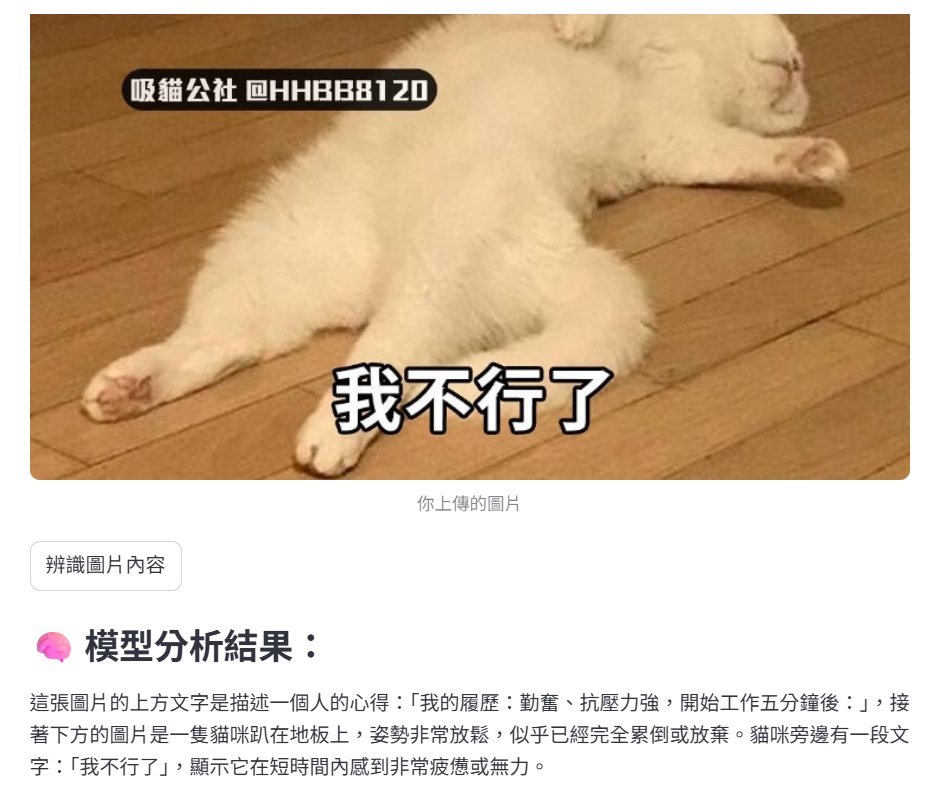 吸貓公社 @HHBB8120
我不行了
你上傳的圖片
辨識圖片內容
🧠 模型分析結果：
這張圖片的上方文字是描述一個人的心得：「我的履歷：勤奮、抗壓力強，開始工作五分鐘後：」，接
著下方的圖片是一隻貓咪趴在地板上，姿勢非常放鬆，似乎已經完全累倒或放棄。貓咪旁邊有一段文
字：「我不行了」，顯示它在短時間內感到非常疲憊或無力。